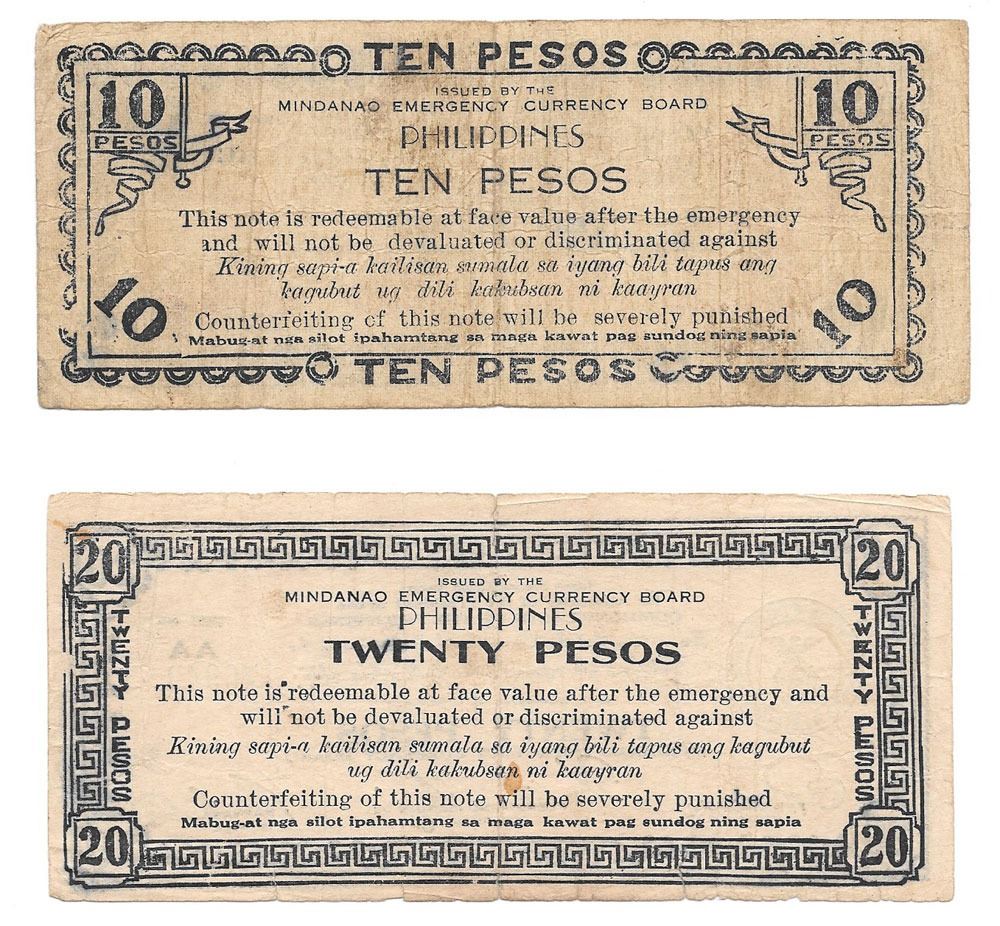 TEN PESOS
10 PESOS
10 PESOS
ISSUED BY THE
MINDANAO EMERGENCY CURRENCY BOARD
PHILIPPINES
TEN PESOS
This note is redeemable at face value after the emergency
and will not be devaluated or discriminated against
Kining sapi-a kailisan sumala sa iyang bili tapus ang
kagubut ug dili kakubsan ni kaayran
10
10
Counterfeiting of this note will be severely punished
Mabug-at nga silot ipahamtang sa maga kawat pag sundog ning sapia
TEN PESOS
20
20
ISSUED BY THE
MINDANAO EMERGENCY CURRENCY BOARD
PHILIPPINES
TWENTY PESOS
TWENTY PESOS
TWENTY PESOS
This note is redeemable at face value after the emergency and
will not be devaluated or discriminated against
Kining sapi-a kailisan sumala sa iyang bili tapus ang kagubut
ug dili kakubsan ni kaayran
Counterfeiting of this note will be severely punished
Mabug-at nga silot ipahamtang sa maga kawat pag sundog ning sapia
20
20